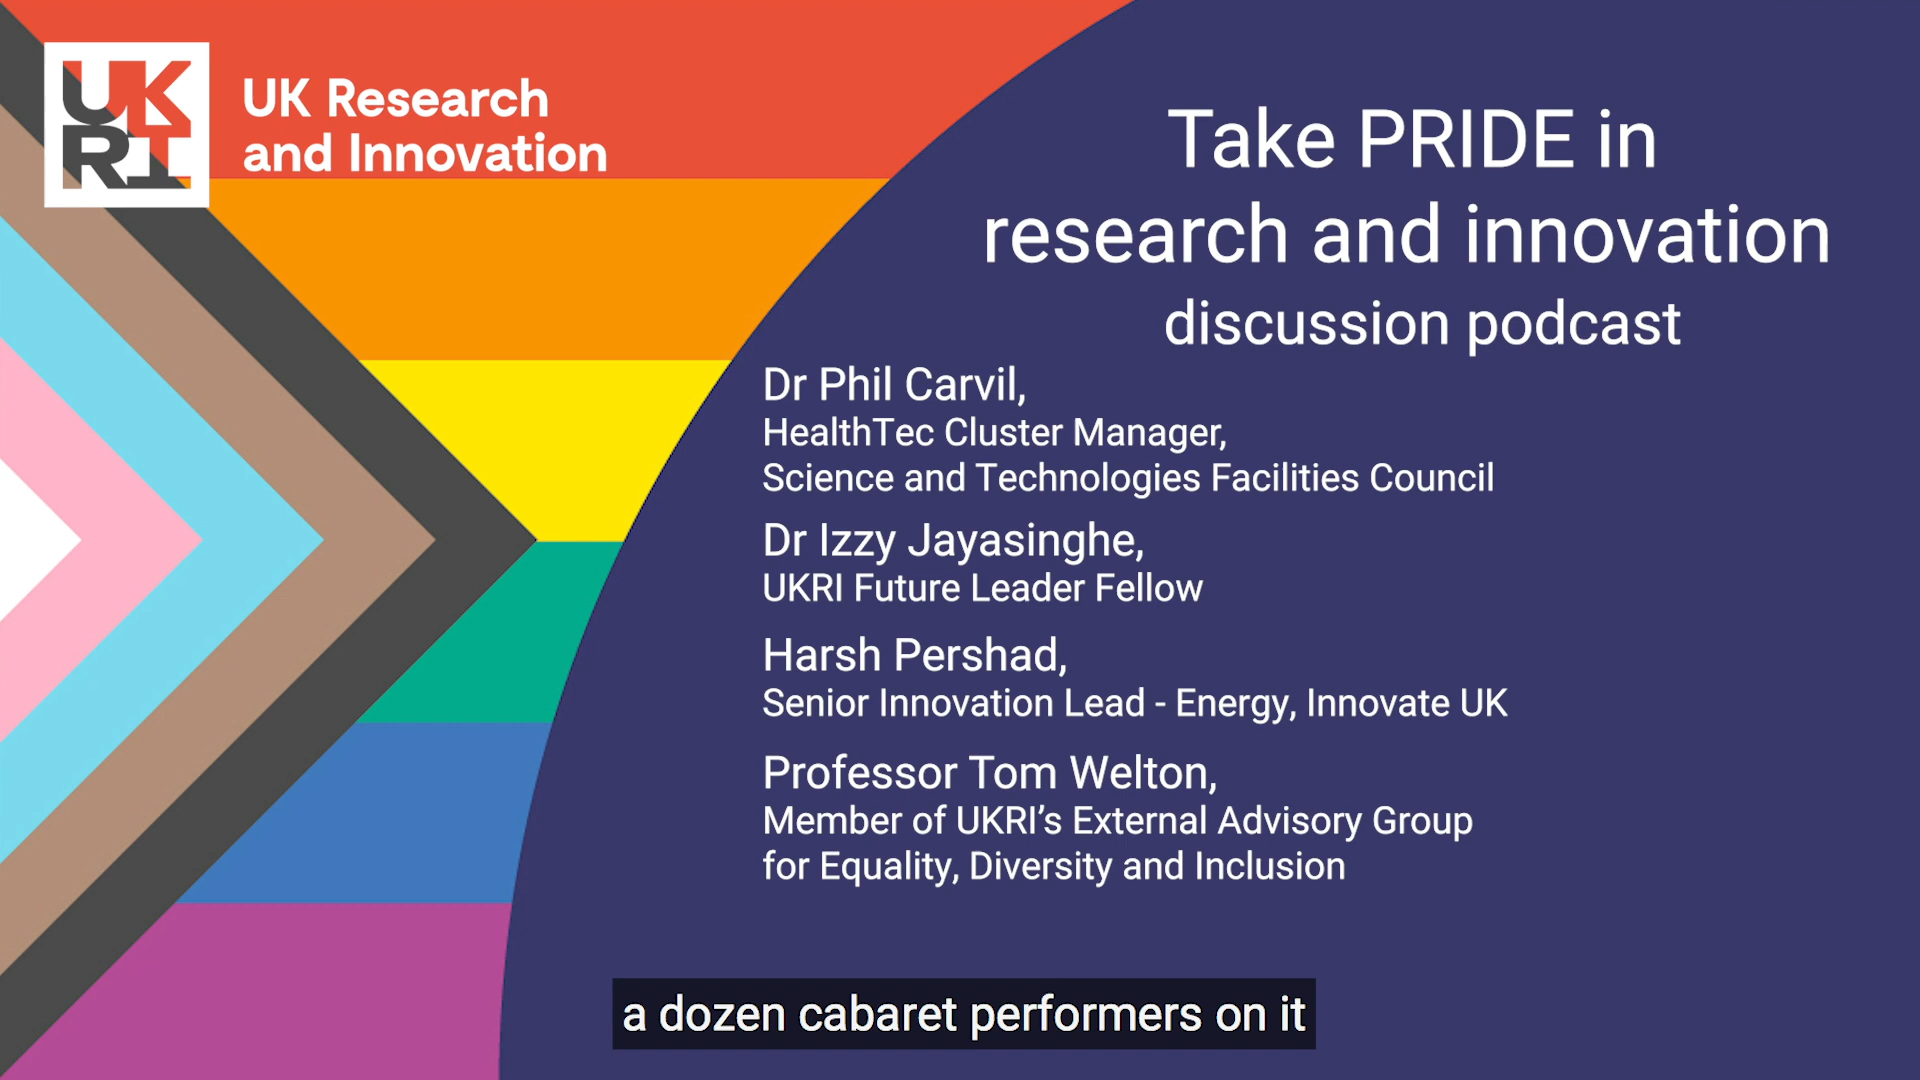 UK
RI
UK Research
and Innovation
Take PRIDE in
research and innovation
discussion podcast
Dr Phil Carvil,
HealthTec Cluster Manager,
Science and Technologies Facilities Council
Dr Izzy Jayasinghe,
UKRI Future Leader Fellow
Harsh Pershad,
Senior Innovation Lead - Energy, Innovate UK
Professor Tom Welton,
Member of UKRI’s External Advisory Group
for Equality, Diversity and Inclusion
a dozen cabaret performers on it